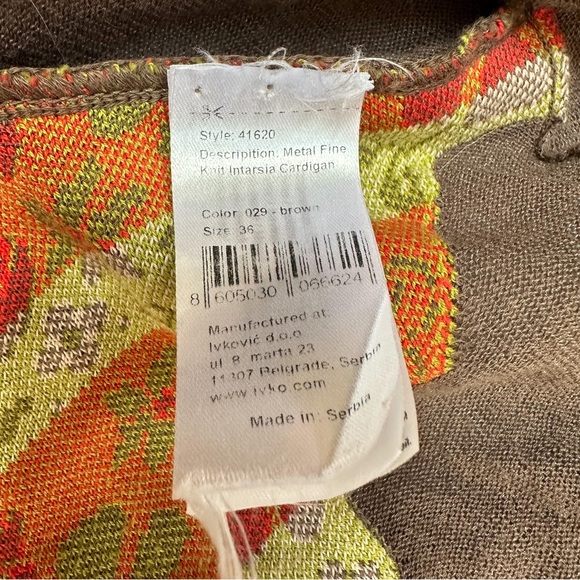 Style: 41620
Descripition: Metal Fine
Knit Intarsia Cardigan
Color: 029 - brown
Size: 36
8 605030 066624
Manufactured at:
Ivković d.o.o
ul. 8. marta 23
11307 Belgrade, Serbia
www.ivko.com
Made in: Serbia